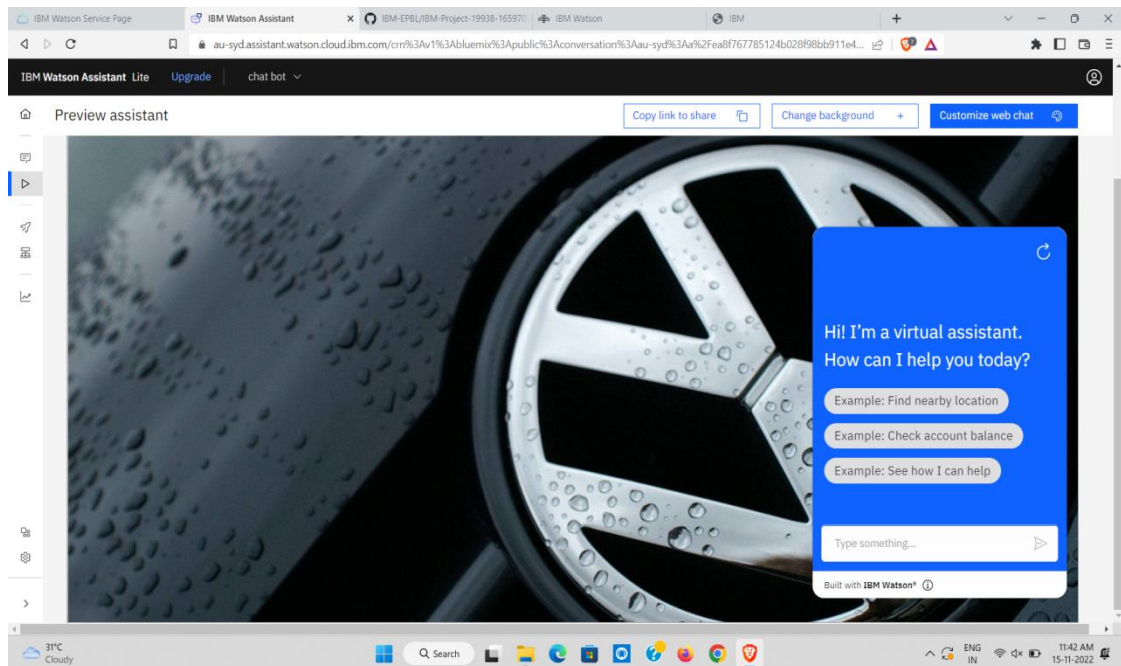 IBM Watson Service Page
IBM Watson Assistant
IBM-EPBL/IBM-Project-19938-165970
IBM Watson
IBM
au-syd.assistant.watson.cloud.ibm.com/crn%3Av1%3Abluemix%3Apublic%3Aconversation%3Aau-syd%3Aa%2Fea8f767785124b028f98bb911e4...
IBM Watson Assistant Lite Upgrade chat bot
Preview assistant
Copy link to share
Change background +
Customize web chat
Hi! I'm a virtual assistant.
How can I help you today?
Example: Find nearby location
Example: Check account balance
Example: See how I can help
Type something...
Built with IBM Watson®
31°C
Cloudy
Search
ENG
IN
11:42 AM
15-11-2022